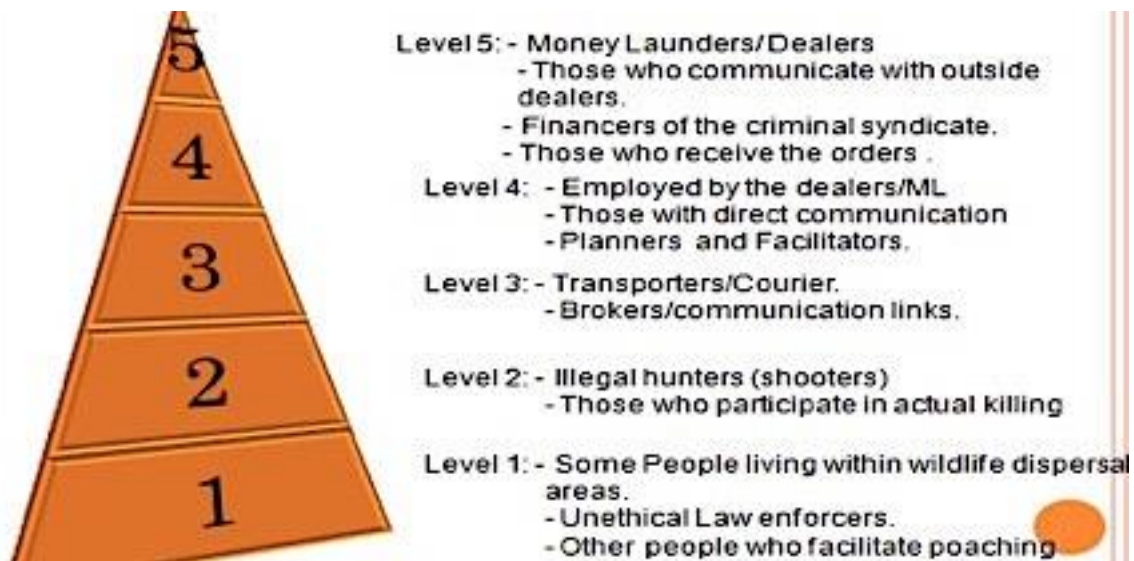 5
Level 5: - Money Launders/Dealers
- Those who communicate with outside
dealers.
- Financers of the criminal syndicate.
- Those who receive the orders .
4
Level 4: - Employed by the dealers/ML
- Those with direct communication
- Planners and Facilitators.
3
Level 3: - Transporters/Courier.
- Brokers/communication links.
2
Level 2: - Illegal hunters (shooters)
- Those who participate in actual killing
1
Level 1: - Some People living within wildlife dispersal
areas.
- Unethical Law enforcers.
- Other people who facilitate poaching